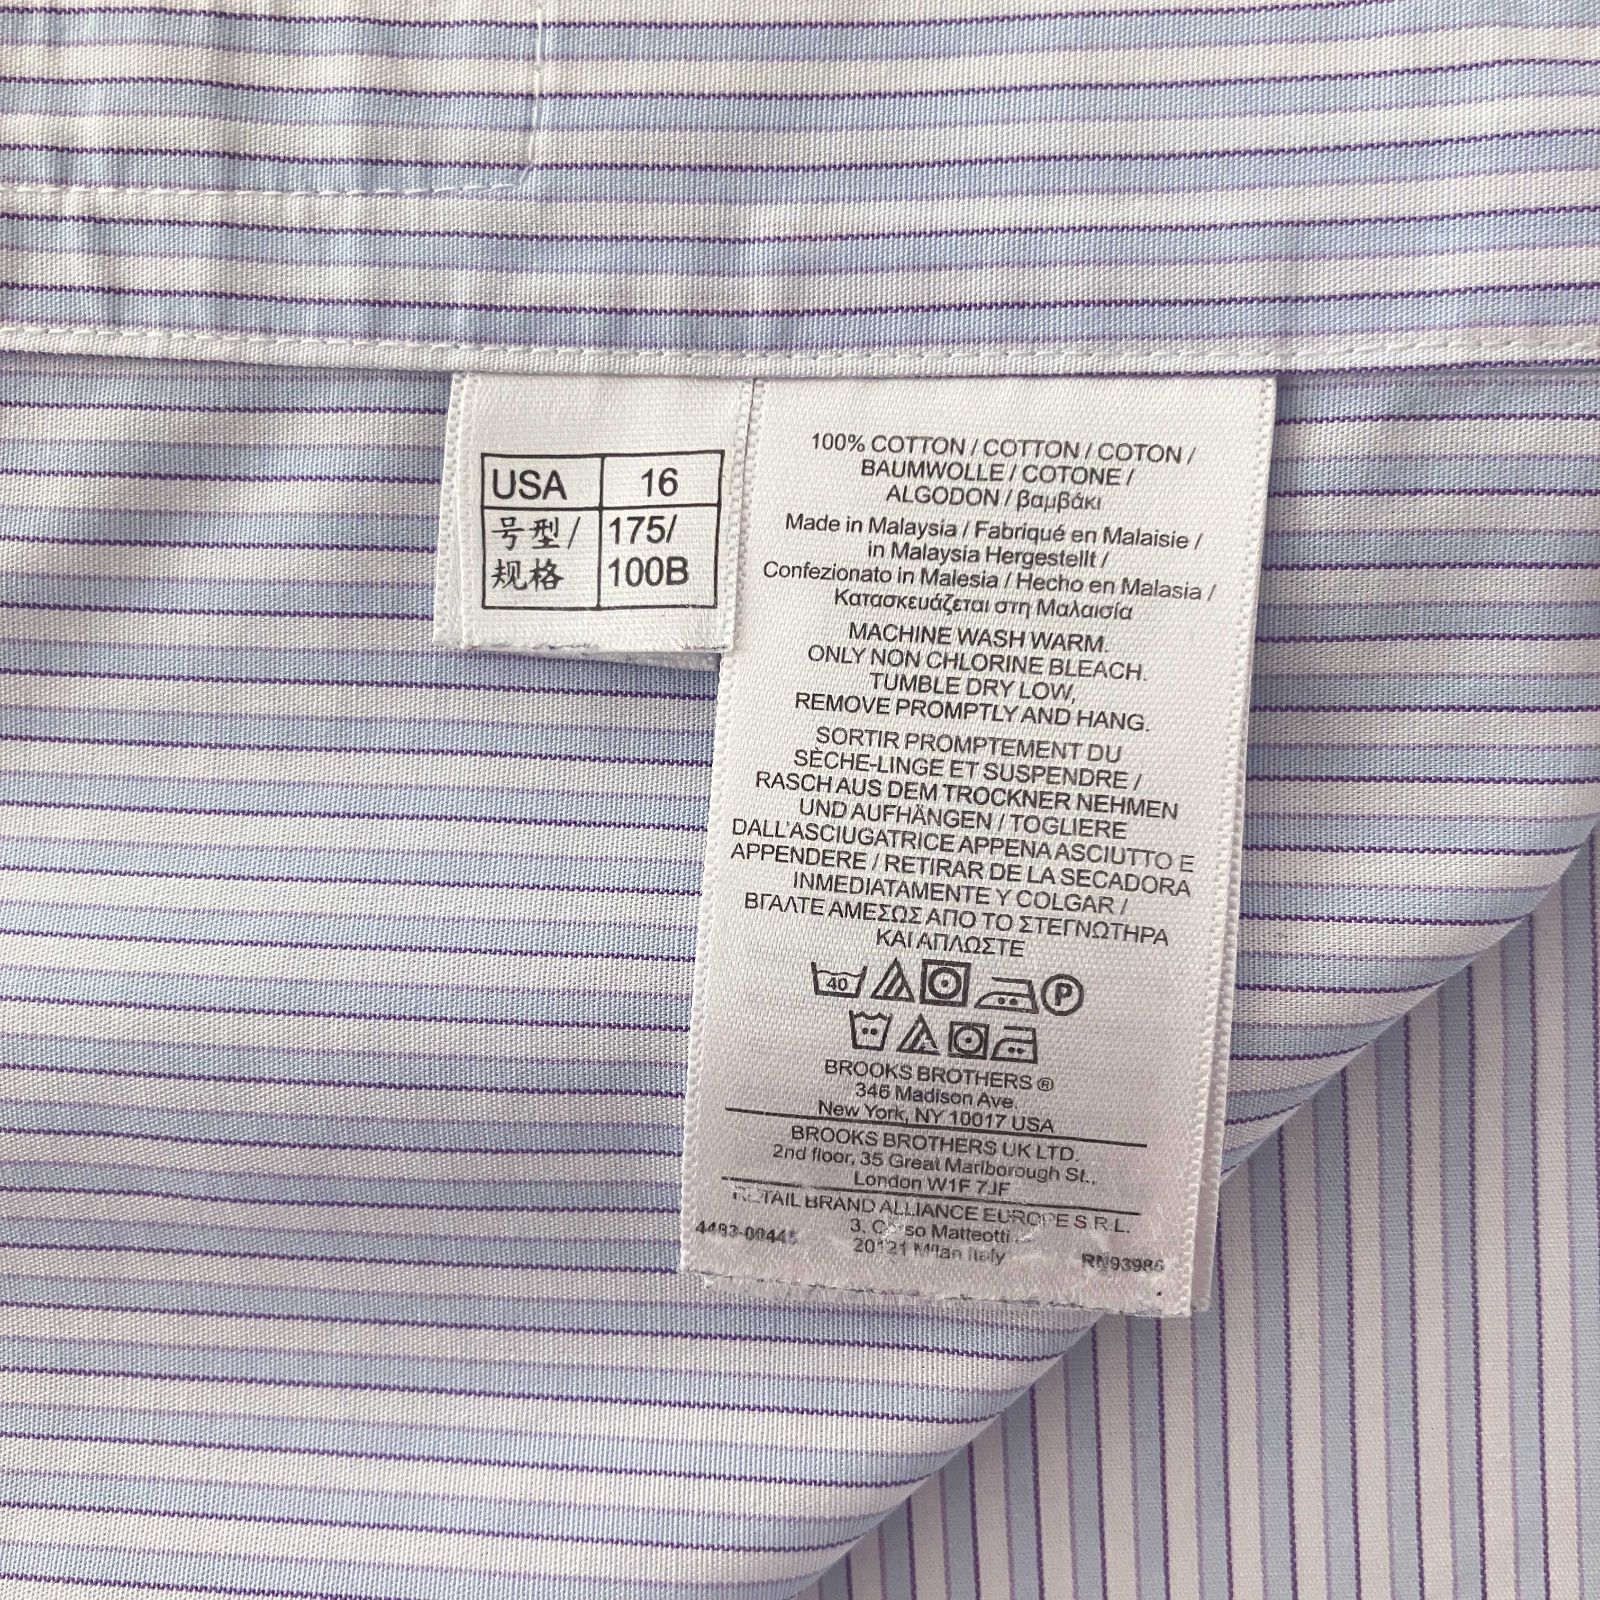 USA 16
号型/ 175/
规格 100B
100% COTTON / COTTON / COTON /
BAUMWOLLE / COTONE /
ALGODON / βαμβάκι
Made in Malaysia / Fabriqué en Malaisie /
in Malaysia Hergestellt /
Confezionato in Malesia / Hecho en Malasia /
Κατασκευάζεται στη Μαλαισία
MACHINE WASH WARM.
ONLY NON CHLORINE BLEACH.
TUMBLE DRY LOW,
REMOVE PROMPTLY AND HANG.
SORTIR PROMPTEMENT DU
SÈCHE-LINGE ET SUSPENDRE /
RASCH AUS DEM TROCKNER NEHMEN
UND AUFHÄNGEN / TOGLIERE
DALL'ASCIUGATRICE APPENA ASCIUTTO E
APPENDERE / RETIRAR DE LA SECADORA
INMEDIATAMENTE Y COLGAR /
ΒΓΑΛΤΕ ΑΜΕΣΩΣ ΑΠΟ ΤΟ ΣΤΕΓΝΩΤΗΡΑ
ΚΑΙ ΑΠΛΩΣΤΕ
40 P
BROOKS BROTHERS ®
346 Madison Ave.
New York, NY 10017 USA
BROOKS BROTHERS UK LTD.
2nd floor, 35 Great Marlborough St.,
London W1F 7JF
RETAIL BRAND ALLIANCE EUROPE S.R.L.
3, Corso Matteotti
20121 Milan Italy
RN93986